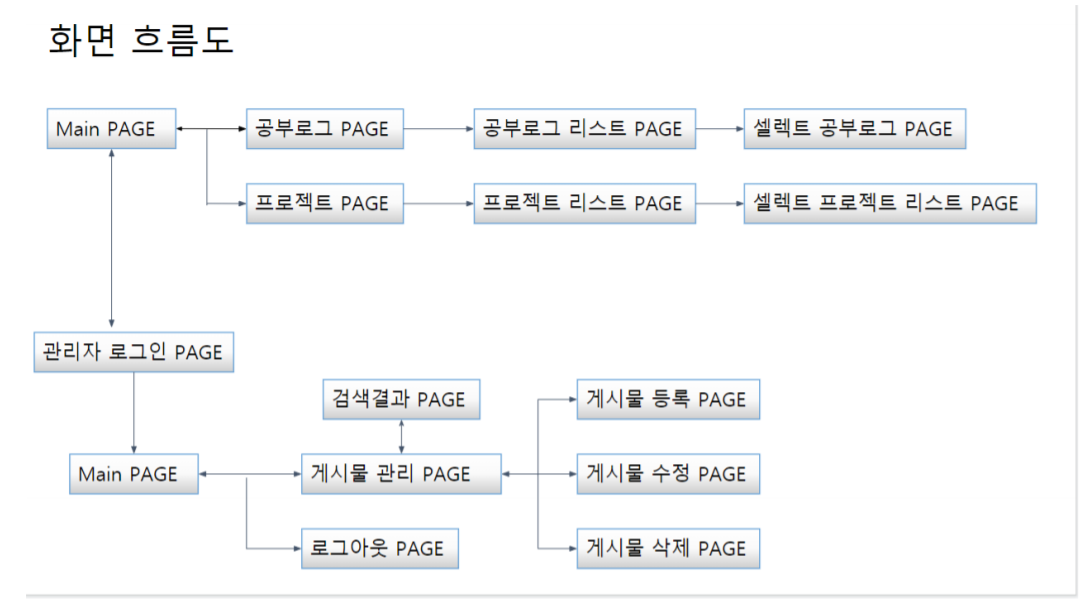 화면 흐름도
Main PAGE
공부로그 PAGE
공부로그 리스트 PAGE
셀렉트 공부로그 PAGE
프로젝트 PAGE
프로젝트 리스트 PAGE
셀렉트 프로젝트 리스트 PAGE
관리자 로그인 PAGE
검색결과 PAGE
게시물 등록 PAGE
Main PAGE
게시물 관리 PAGE
게시물 수정 PAGE
로그아웃 PAGE
게시물 삭제 PAGE